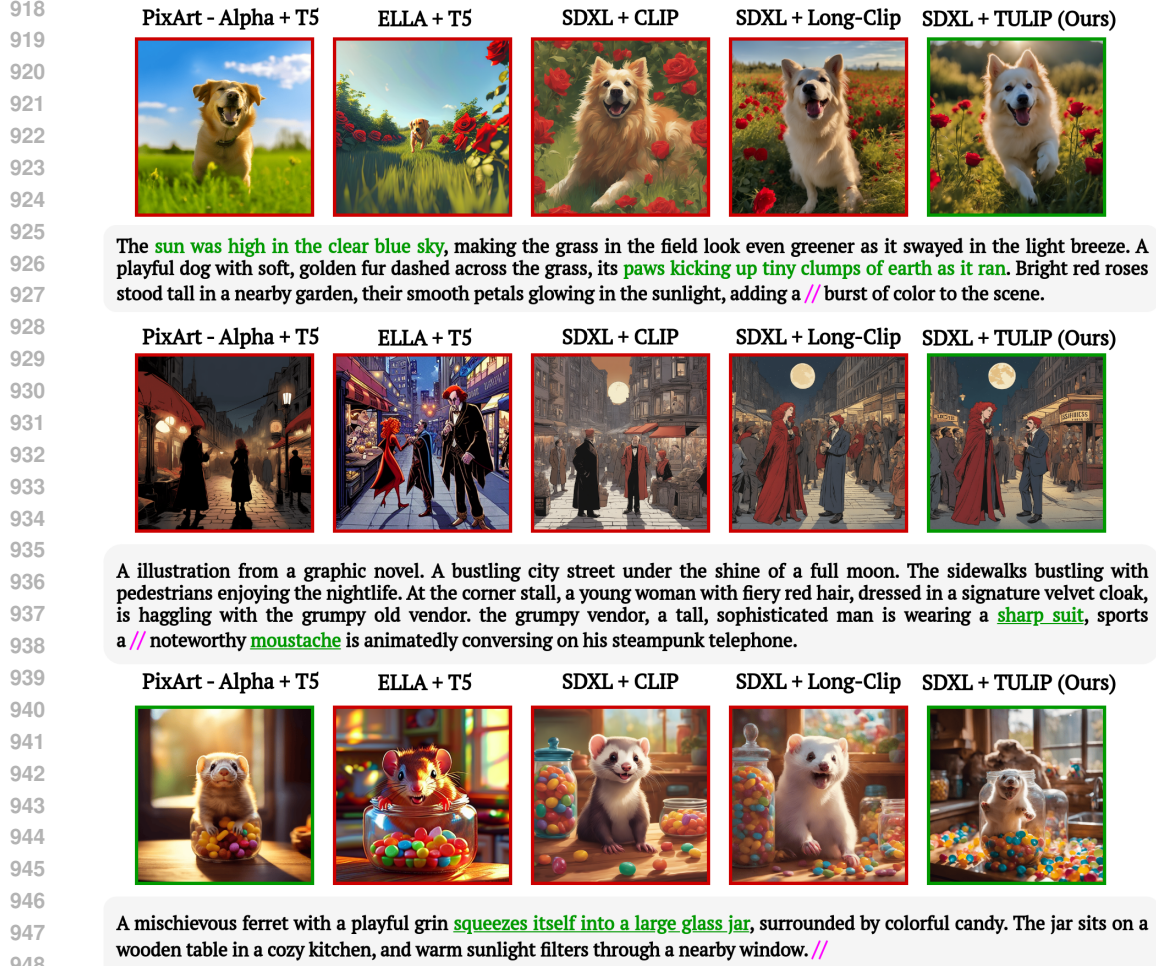 918
919
920
921
922
923
924
925
926
927
928
929
930
931
932
933
934
935
936
937
938
939
940
941
942
943
944
945
946
947
948
PixArt - Alpha + T5 ELLA + T5 SDXL + CLIP SDXL + Long-Clip SDXL + TULIP (Ours)
The sun was high in the clear blue sky, making the grass in the field look even greener as it swayed in the light breeze. A
playful dog with soft, golden fur dashed across the grass, its paws kicking up tiny clumps of earth as it ran. Bright red roses
stood tall in a nearby garden, their smooth petals glowing in the sunlight, adding a // burst of color to the scene.
PixArt - Alpha + T5 ELLA + T5 SDXL + CLIP SDXL + Long-Clip SDXL + TULIP (Ours)
A illustration from a graphic novel. A bustling city street under the shine of a full moon. The sidewalks bustling with
pedestrians enjoying the nightlife. At the corner stall, a young woman with fiery red hair, dressed in a signature velvet cloak,
is haggling with the grumpy old vendor. the grumpy vendor, a tall, sophisticated man is wearing a sharp suit, sports
a // noteworthy moustache is animatedly conversing on his steampunk telephone.
PixArt - Alpha + T5 ELLA + T5 SDXL + CLIP SDXL + Long-Clip SDXL + TULIP (Ours)
A mischievous ferret with a playful grin squeezes itself into a large glass jar, surrounded by colorful candy. The jar sits on a
wooden table in a cozy kitchen, and warm sunlight filters through a nearby window. //